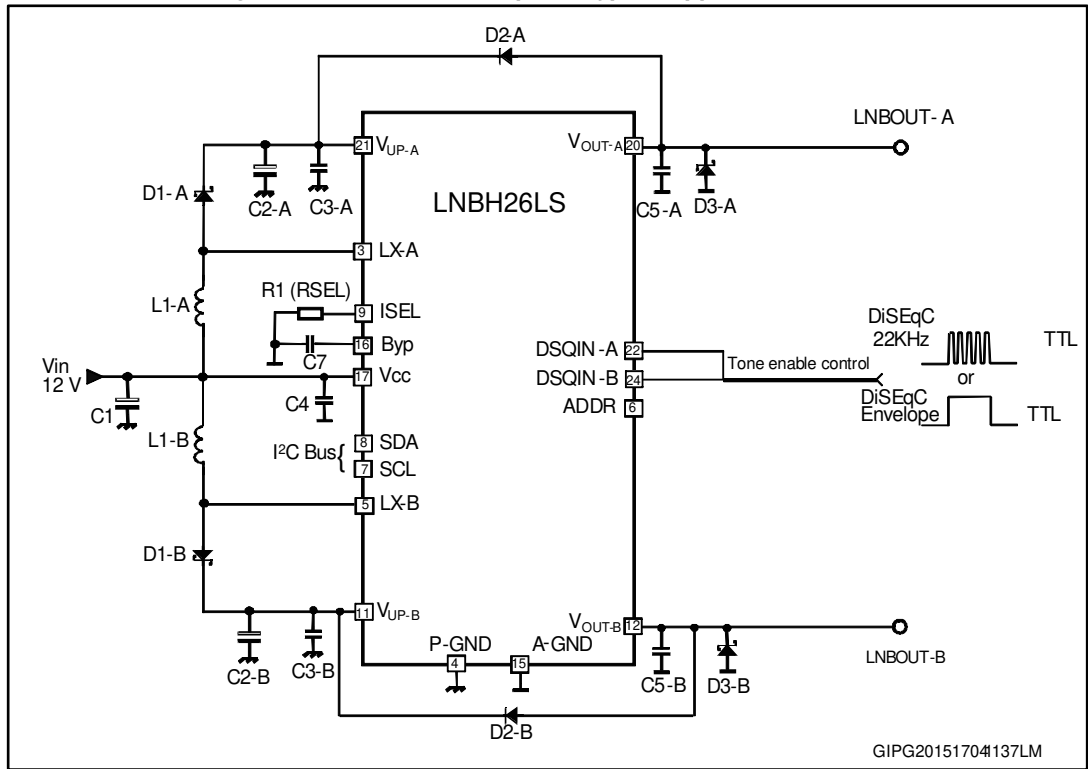 D2-A
LNBOUT-A
21 VUP-A
VOUT-A 20
LNBH26LS
D1-A
C2-A
C3-A
C5-A
D3-A
3 LX-A
L1-A
R1 (RSEL)
9 ISEL
DiSEqC
22KHz
TTL
16 Byp
C7
DSQIN-A 22
Tone enable control
or
Vin
12 V
17 Vcc
DSQIN-B 24
C1
C4
ADDR 6
DiSEqC
Envelope
TTL
L1-B
I²C Bus{
8 SDA
7 SCL
5 LX-B
D1-B
11 VUP-B
VOUT-B 12
P-GND
4
A-GND
15
C2-B
C3-B
C5-B
D3-B
LNBOUT-B
D2-B
GIPG201517041137LM